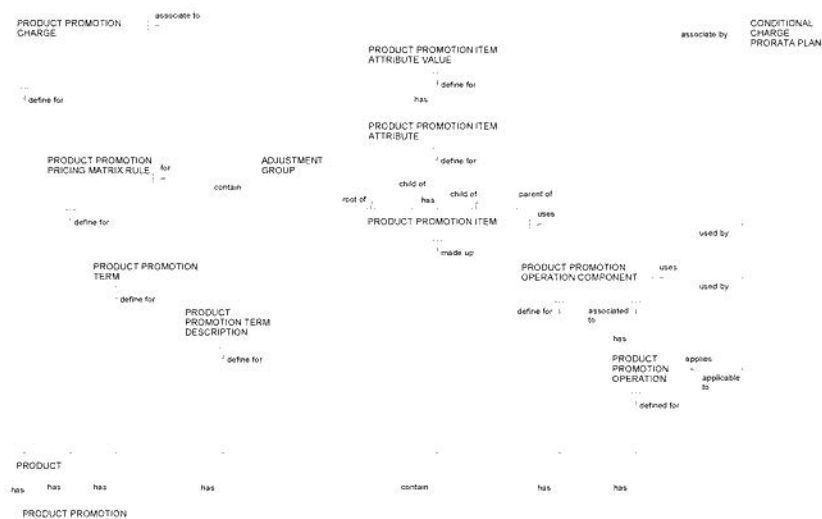 PRODUCT PROMOTION
CHARGE
associate to
associate by
CONDITIONAL
CHARGE
PRORATA PLAN
PRODUCT PROMOTION ITEM
ATTRIBUTE VALUE
define for
define for
has
PRODUCT PROMOTION ITEM
ATTRIBUTE
PRODUCT PROMOTION
PRICING MATRIX RULE
for
ADJUSTMENT
GROUP
define for
contain
child of
root of
has
child of
parent of
define for
PRODUCT PROMOTION ITEM
uses
used by
made up
PRODUCT PROMOTION
TERM
PRODUCT PROMOTION
OPERATION COMPONENT
uses
used by
define for
PRODUCT
PROMOTION TERM
DESCRIPTION
define for
associated
to
has
define for
PRODUCT
PROMOTION
OPERATION
applies
applicable
to
defined for
PRODUCT
has
has
has
has
contain
has
has
PRODUCT PROMOTION